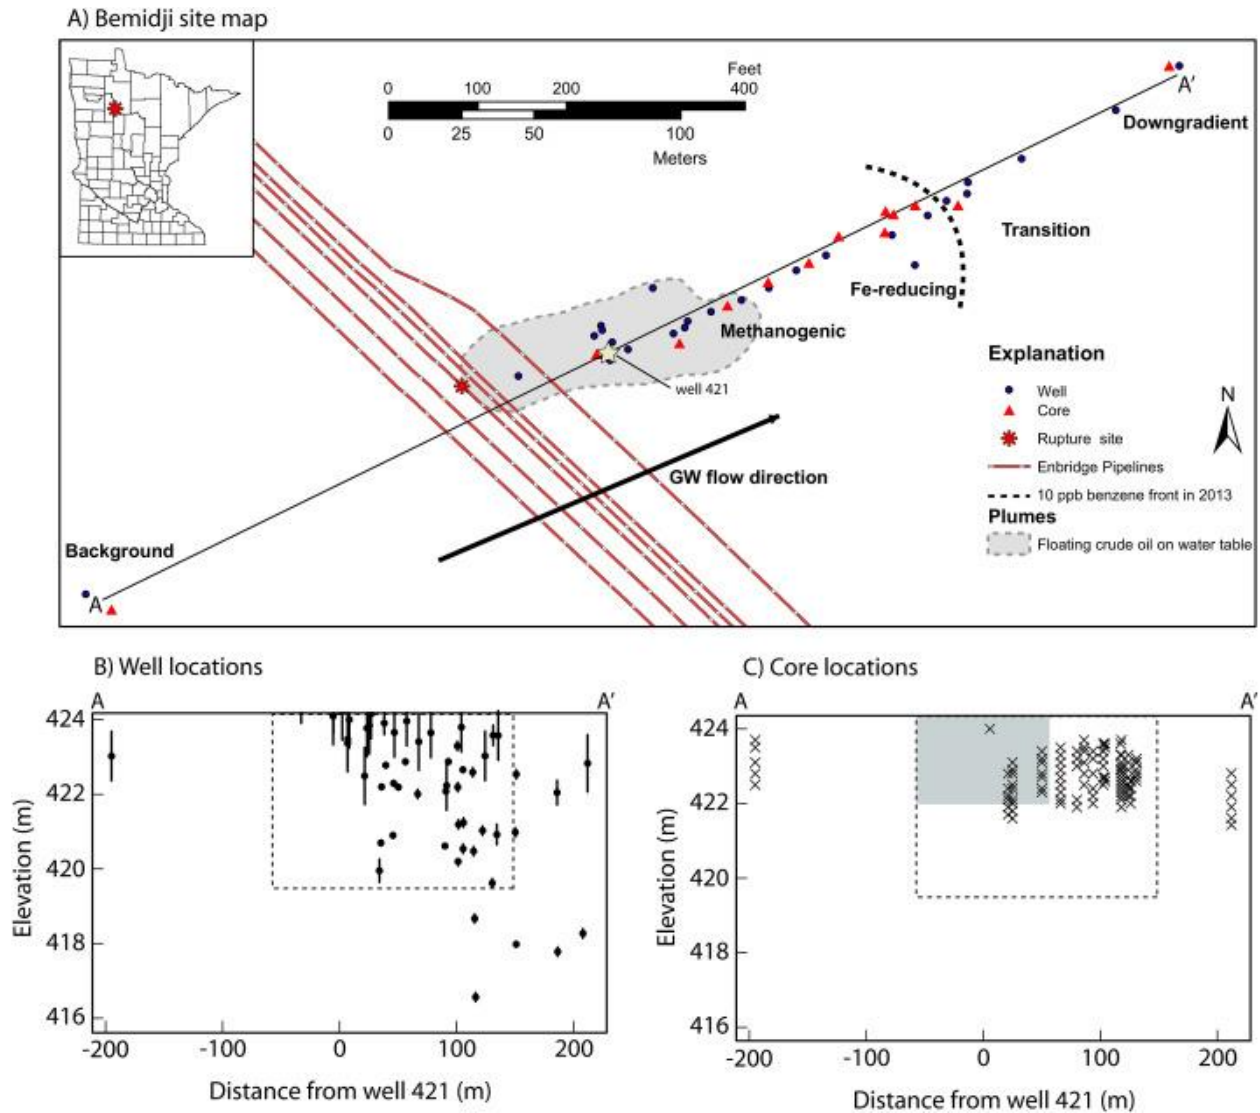 A) Bemidji site map
Feet
0 100 200 400
0 25 50 100
Meters
A'
Downgradient
Transition
Fe-reducing
Methanogenic
well 421
GW flow direction
Background
A
N
Explanation
Well
Core
Rupture site
Enbridge Pipelines
10 ppb benzene front in 2013
Plumes
Floating crude oil on water table
B) Well locations
A A'
424
422
420
418
416
Elevation (m)
-200 -100 0 100 200
Distance from well 421 (m)
C) Core locations
A A'
424
422
420
418
416
Elevation (m)
-200 -100 0 100 200
Distance from well 421 (m)